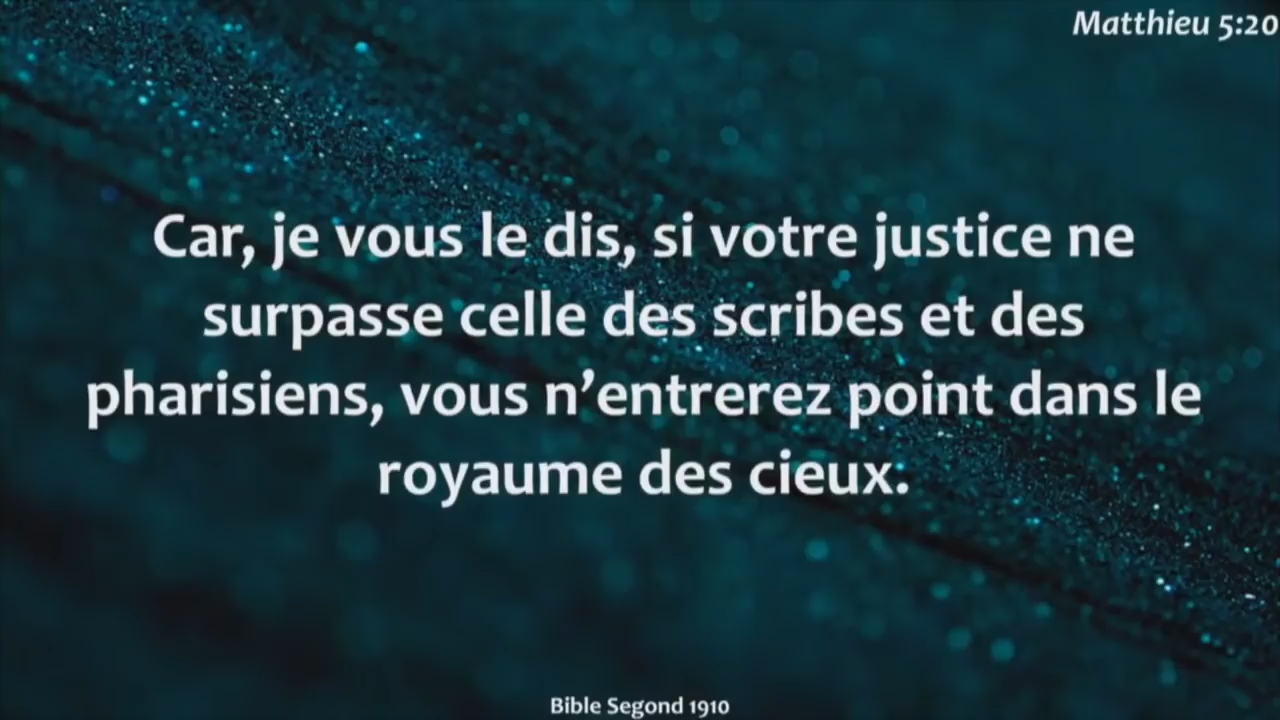 Matthieu 5:20
Car, je vous le dis, si votre justice ne
surpasse celle des scribes et des
pharisiens, vous n’entrerez point dans le
royaume des cieux.
Bible Segond 1910